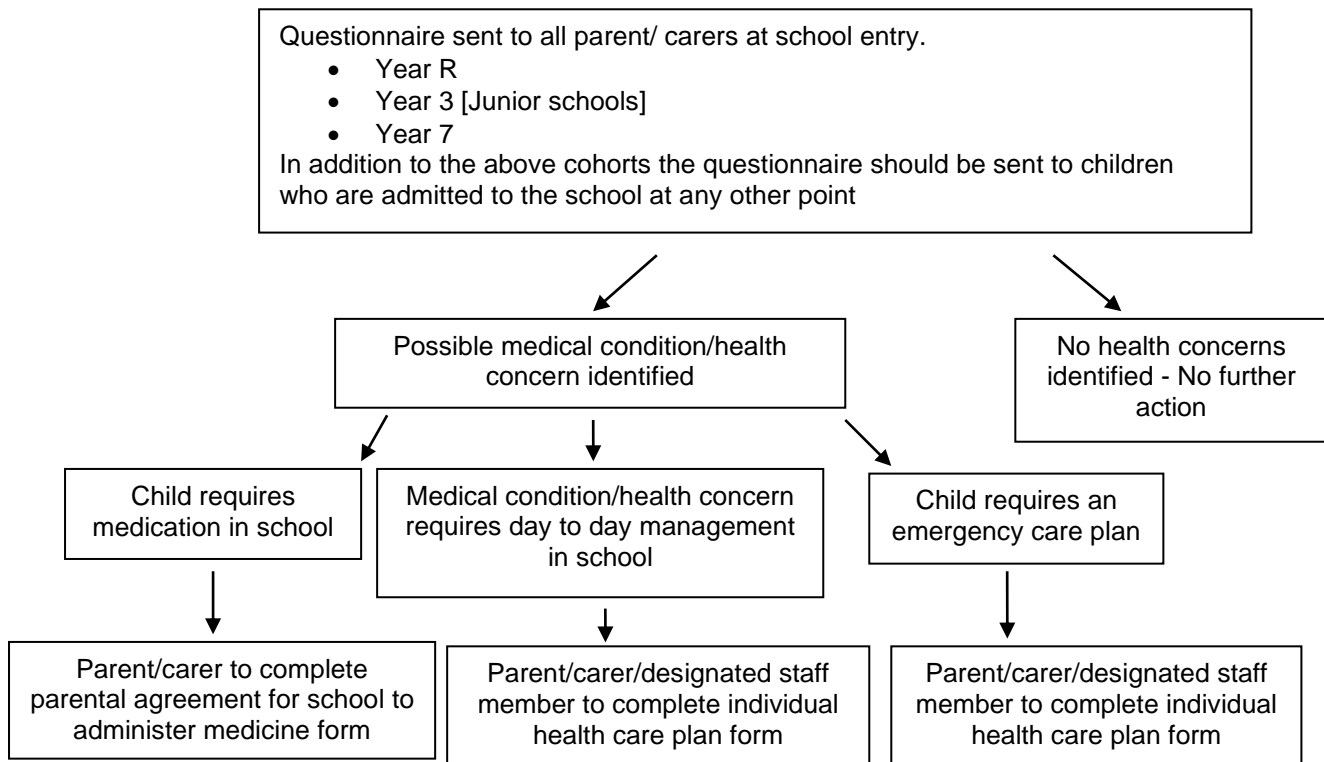 Questionnaire sent to all parent/ carers at school entry.
• Year R
• Year 3 [Junior schools]
• Year 7
In addition to the above cohorts the questionnaire should be sent to children
who are admitted to the school at any other point
Possible medical condition/health
concern identified
No health concerns
identified - No further
action
Child requires
medication in school
Medical condition/health concern
requires day to day management
in school
Child requires an
emergency care plan
Parent/carer to complete
parental agreement for school to
administer medicine form
Parent/carer/designated staff
member to complete individual
health care plan form
Parent/carer/designated staff
member to complete individual
health care plan form